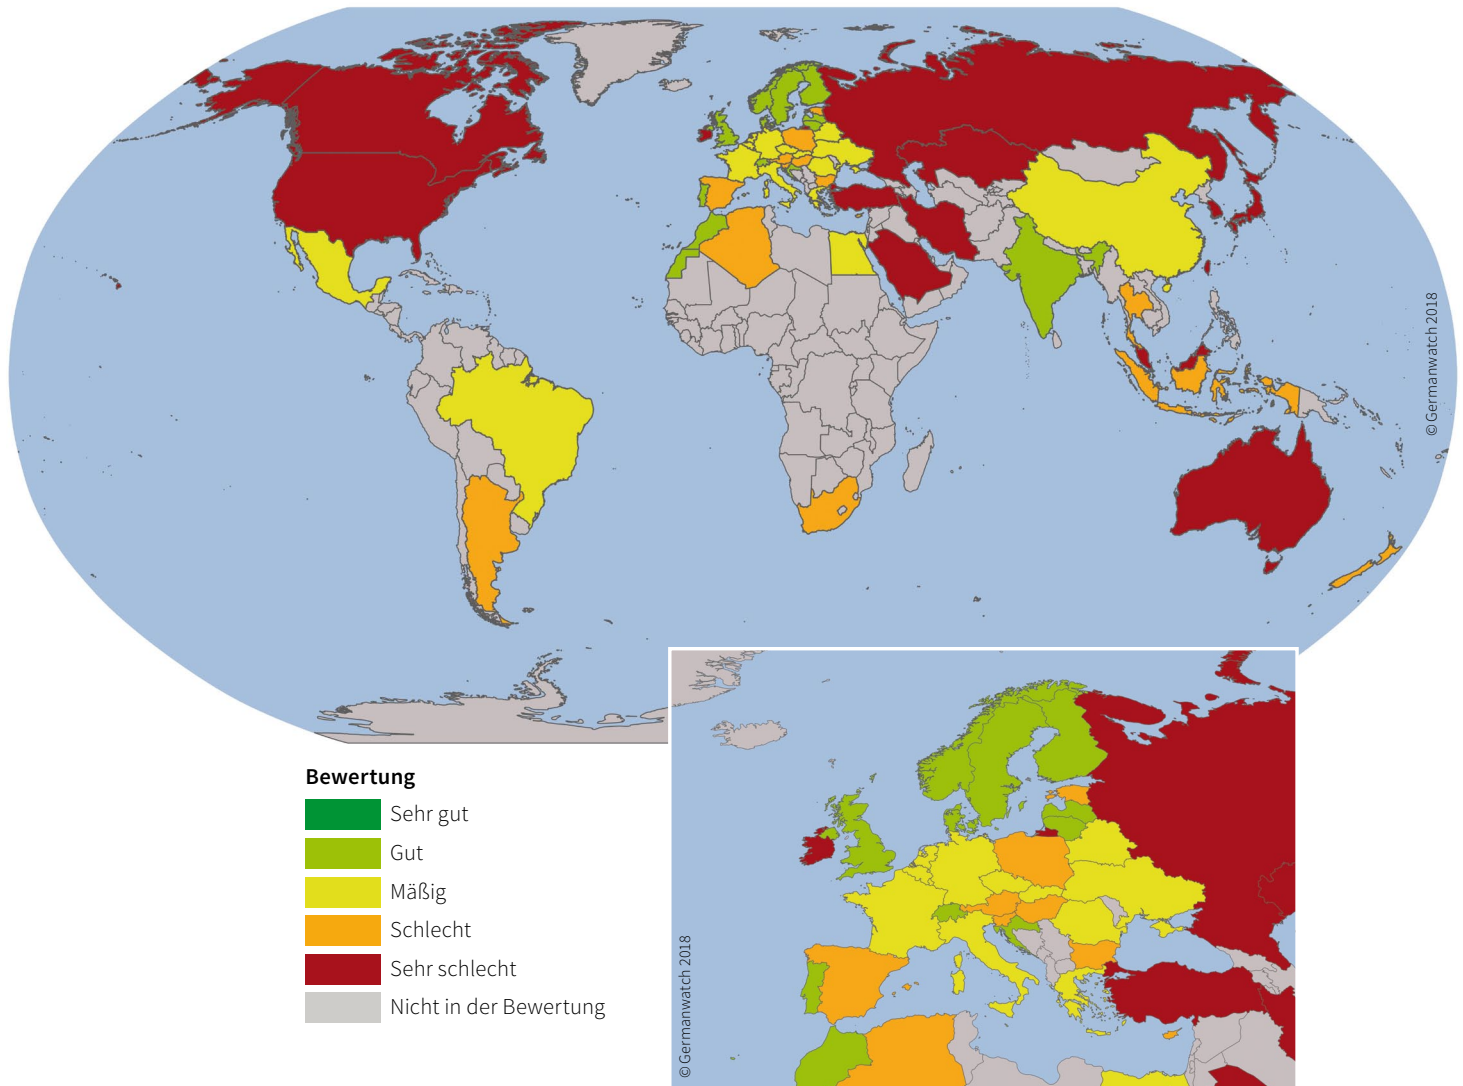 © Germanwatch 2018
Bewertung
Sehr gut
Gut
Mäßig
Schlecht
Sehr schlecht
Nicht in der Bewertung
© Germanwatch 2018